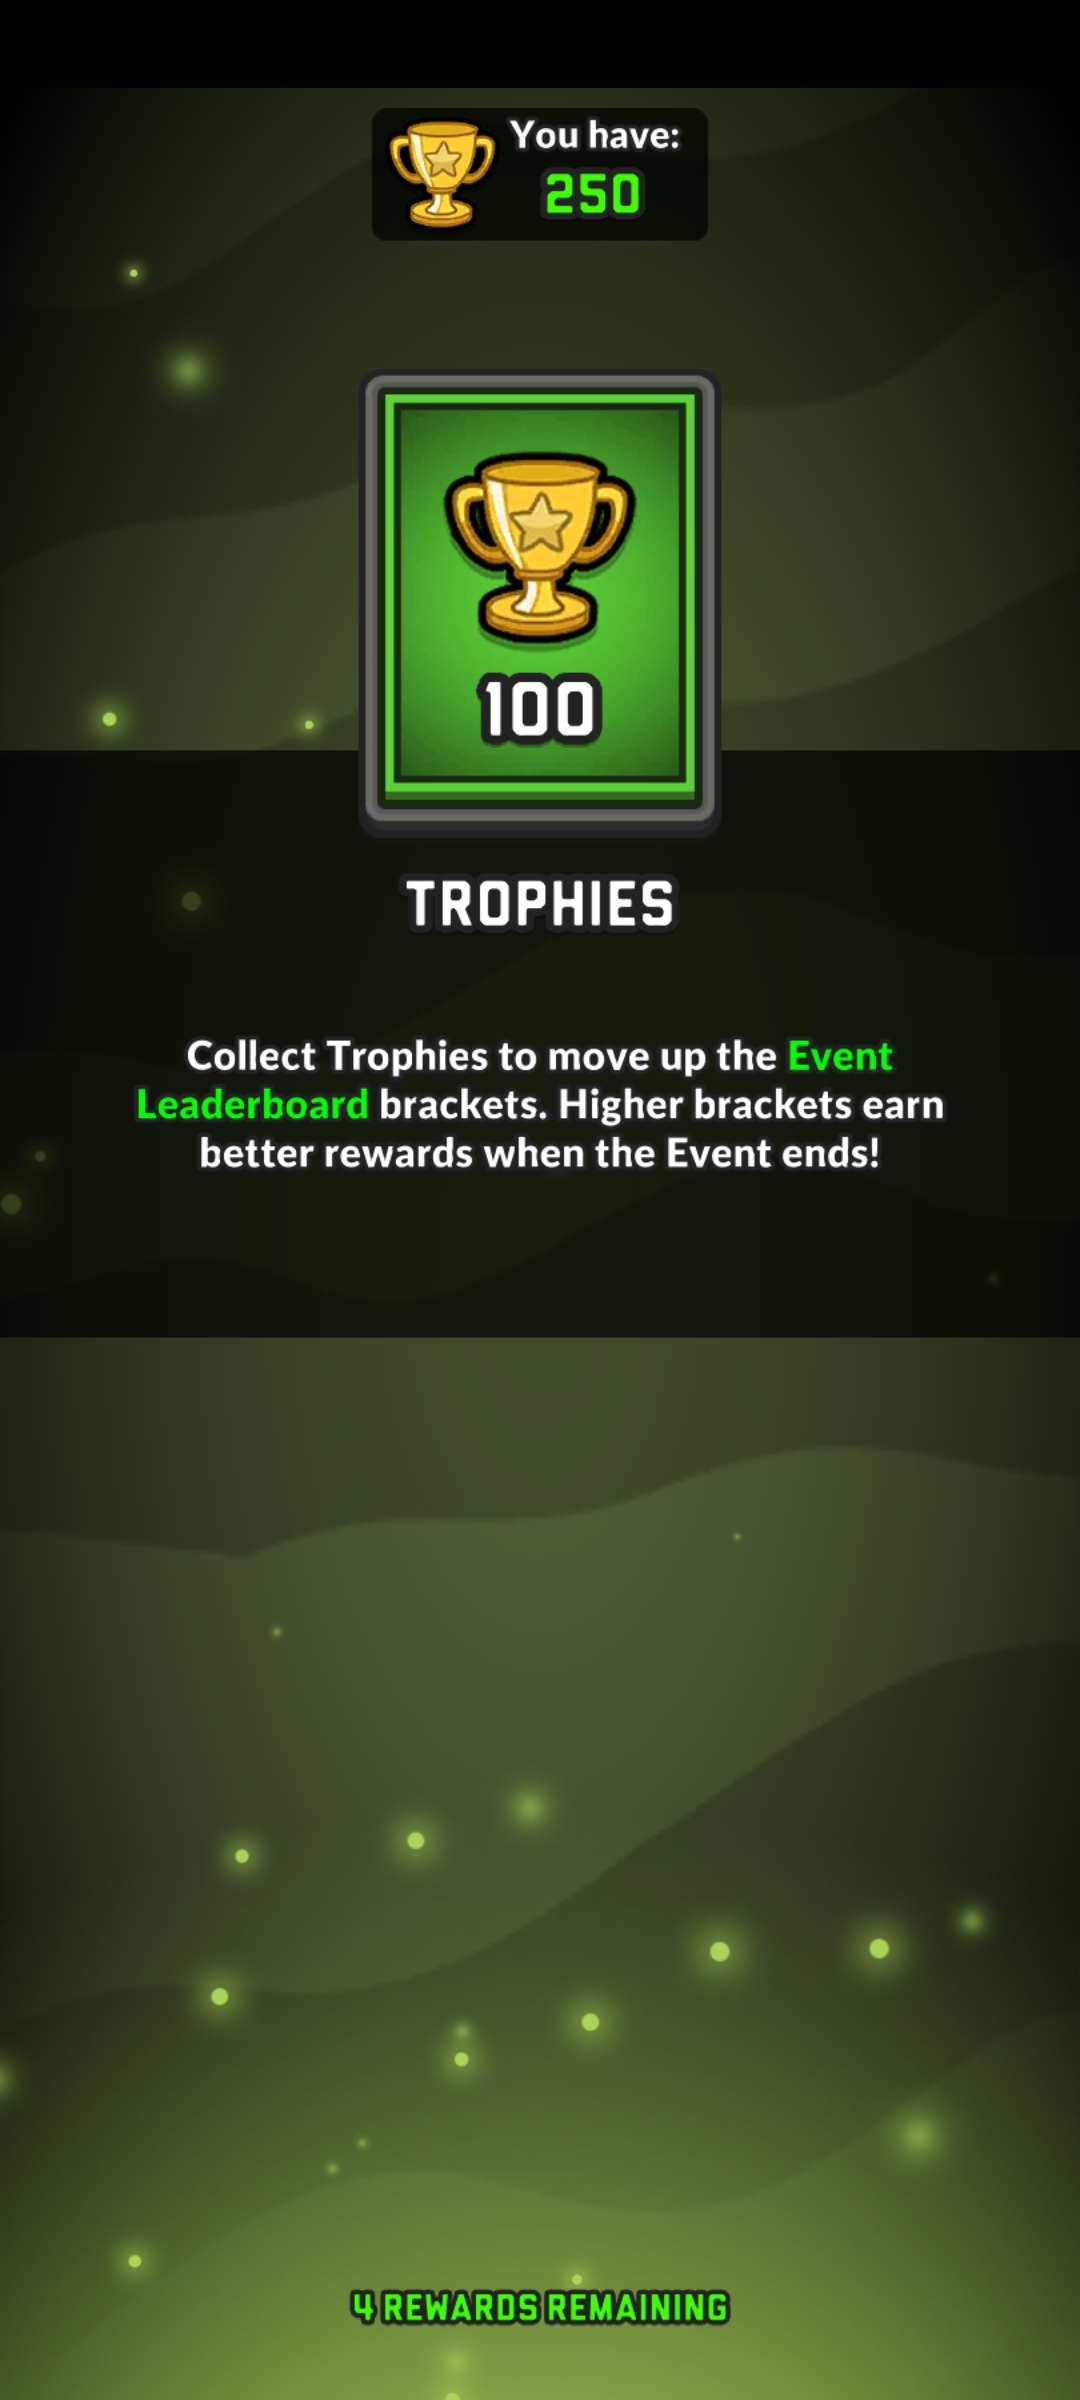 You have:
250
100
TROPHIES
Collect Trophies to move up the Event
Leaderboard brackets. Higher brackets earn
better rewards when the Event ends!
4 REWARDS REMAINING